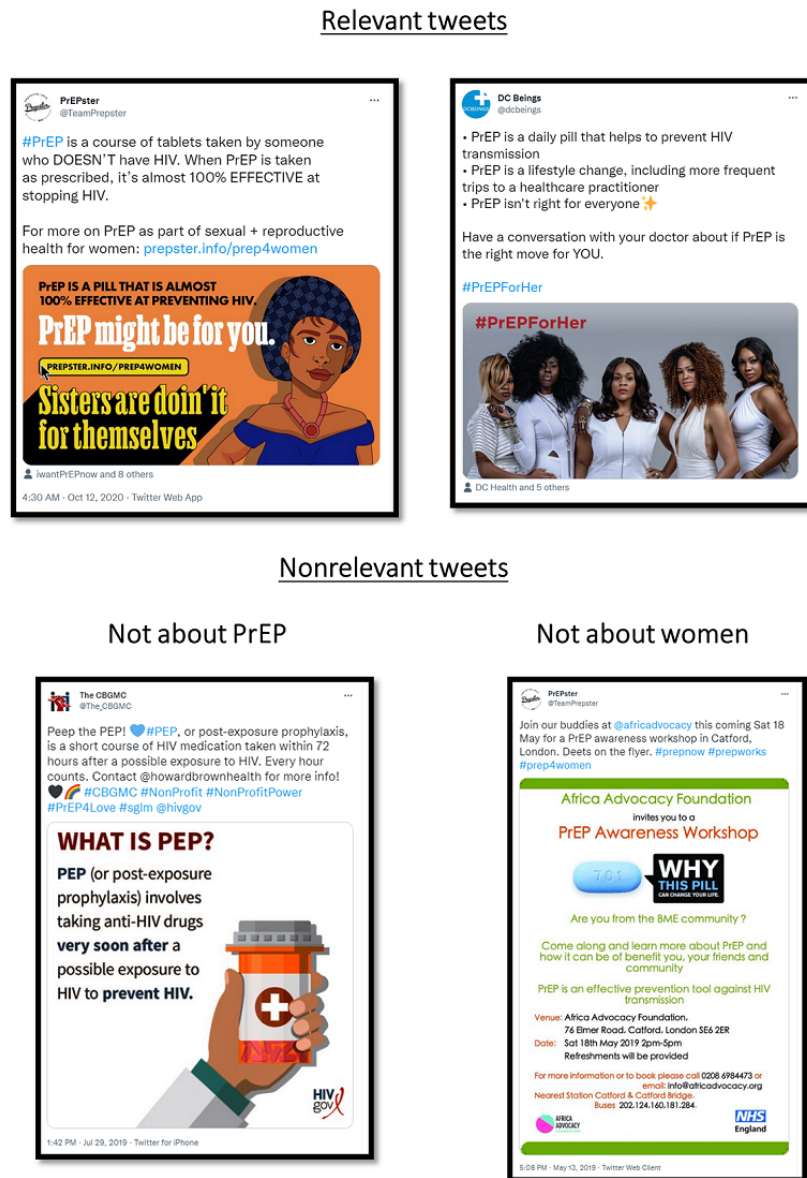 Relevant tweets
PrEPster
@TeamPrepster
#PrEP is a course of tablets taken by someone
who DOESN'T have HIV. When PrEP is taken
as prescribed, it's almost 100% EFFECTIVE at
stopping HIV.
For more on PrEP as part of sexual + reproductive
health for women: prepster.info/prep4women
PrEP IS A PILL THAT IS ALMOST
100% EFFECTIVE AT PREVENTING HIV.
PrEP might be for you.
PREPSTER.INFO/PREP4WOMEN
Sisters are doin' it
for themselves
iwantPrEPnow and 8 others
4:30 AM · Oct 12, 2020 · Twitter Web App
DC Beings
@dcbeings
• PrEP is a daily pill that helps to prevent HIV
transmission
• PrEP is a lifestyle change, including more frequent
trips to a healthcare practitioner
• PrEP isn't right for everyone✨
Have a conversation with your doctor about if PrEP is
the right move for YOU.
#PrEPForHer
#PrEPForHer
DC Health and 5 others
Nonrelevant tweets
Not about PrEP
The CBGMC
@The_CBGMC
Peep the PEP! 💙#PEP, or post-exposure prophylaxis,
is a short course of HIV medication taken within 72
hours after a possible exposure to HIV. Every hour
counts. Contact @howardbrownhealth for more info!
🖤🌈 #CBGMC #NonProfit #NonProfitPower
#PrEP4Love #sglm @hivgov
WHAT IS PEP?
PEP (or post-exposure
prophylaxis) involves
taking anti-HIV drugs
very soon after a
possible exposure to
HIV to prevent HIV.
HIV
gov
1:42 PM · Jul 29, 2019 · Twitter for iPhone
Not about women
PrEPster
@TeamPrepster
Join our buddies at @africadvocacy this coming Sat 18
May for a PrEP awareness workshop in Catford,
London. Deets on the flyer. #prepnow #prepworks
#prep4women
Africa Advocacy Foundation
invites you to a
PrEP Awareness Workshop
701
WHY
THIS PILL
CAN CHANGE YOUR LIFE.
Are you from the BME community ?
Come along and learn more about PrEP and
how it can be of benefit you, your friends and
community
PrEP is an effective prevention tool against HIV
transmission
Venue: Africa Advocacy Foundation,
76 Elmer Road, Catford, London SE6 2ER
Date: Sat 18th May 2019 2pm-5pm
Refreshments will be provided
For more information or to book please call 0208 6984473 or
email: info@africadvocacy.org
Nearest Station Catford & Catford Bridge.
Buses 202,124,160,181,284.
AFRICA
ADVOCACY
NHS
England
5:08 PM · May 13, 2019 · Twitter Web Client